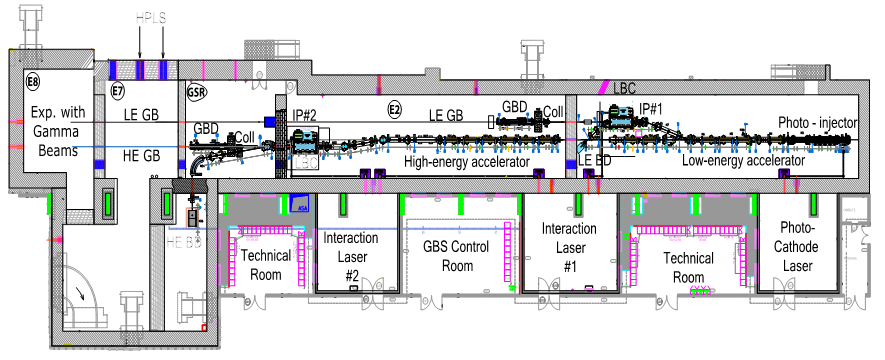 HPLS
E8
E7
GSR
LBC
Exp. with
Gamma
Beams
LE GB
HE GB
GBD
Coll
IP#2
E2
LE GB
GBD
Coll
IP#1
Photo - injector
LBC
High-energy accelerator
LE BD
Low-energy accelerator
HE BD
ASA
Technical
Room
Interaction
Laser
#2
GBS Control
Room
Interaction
Laser
#1
Technical
Room
Photo-
Cathode
Laser